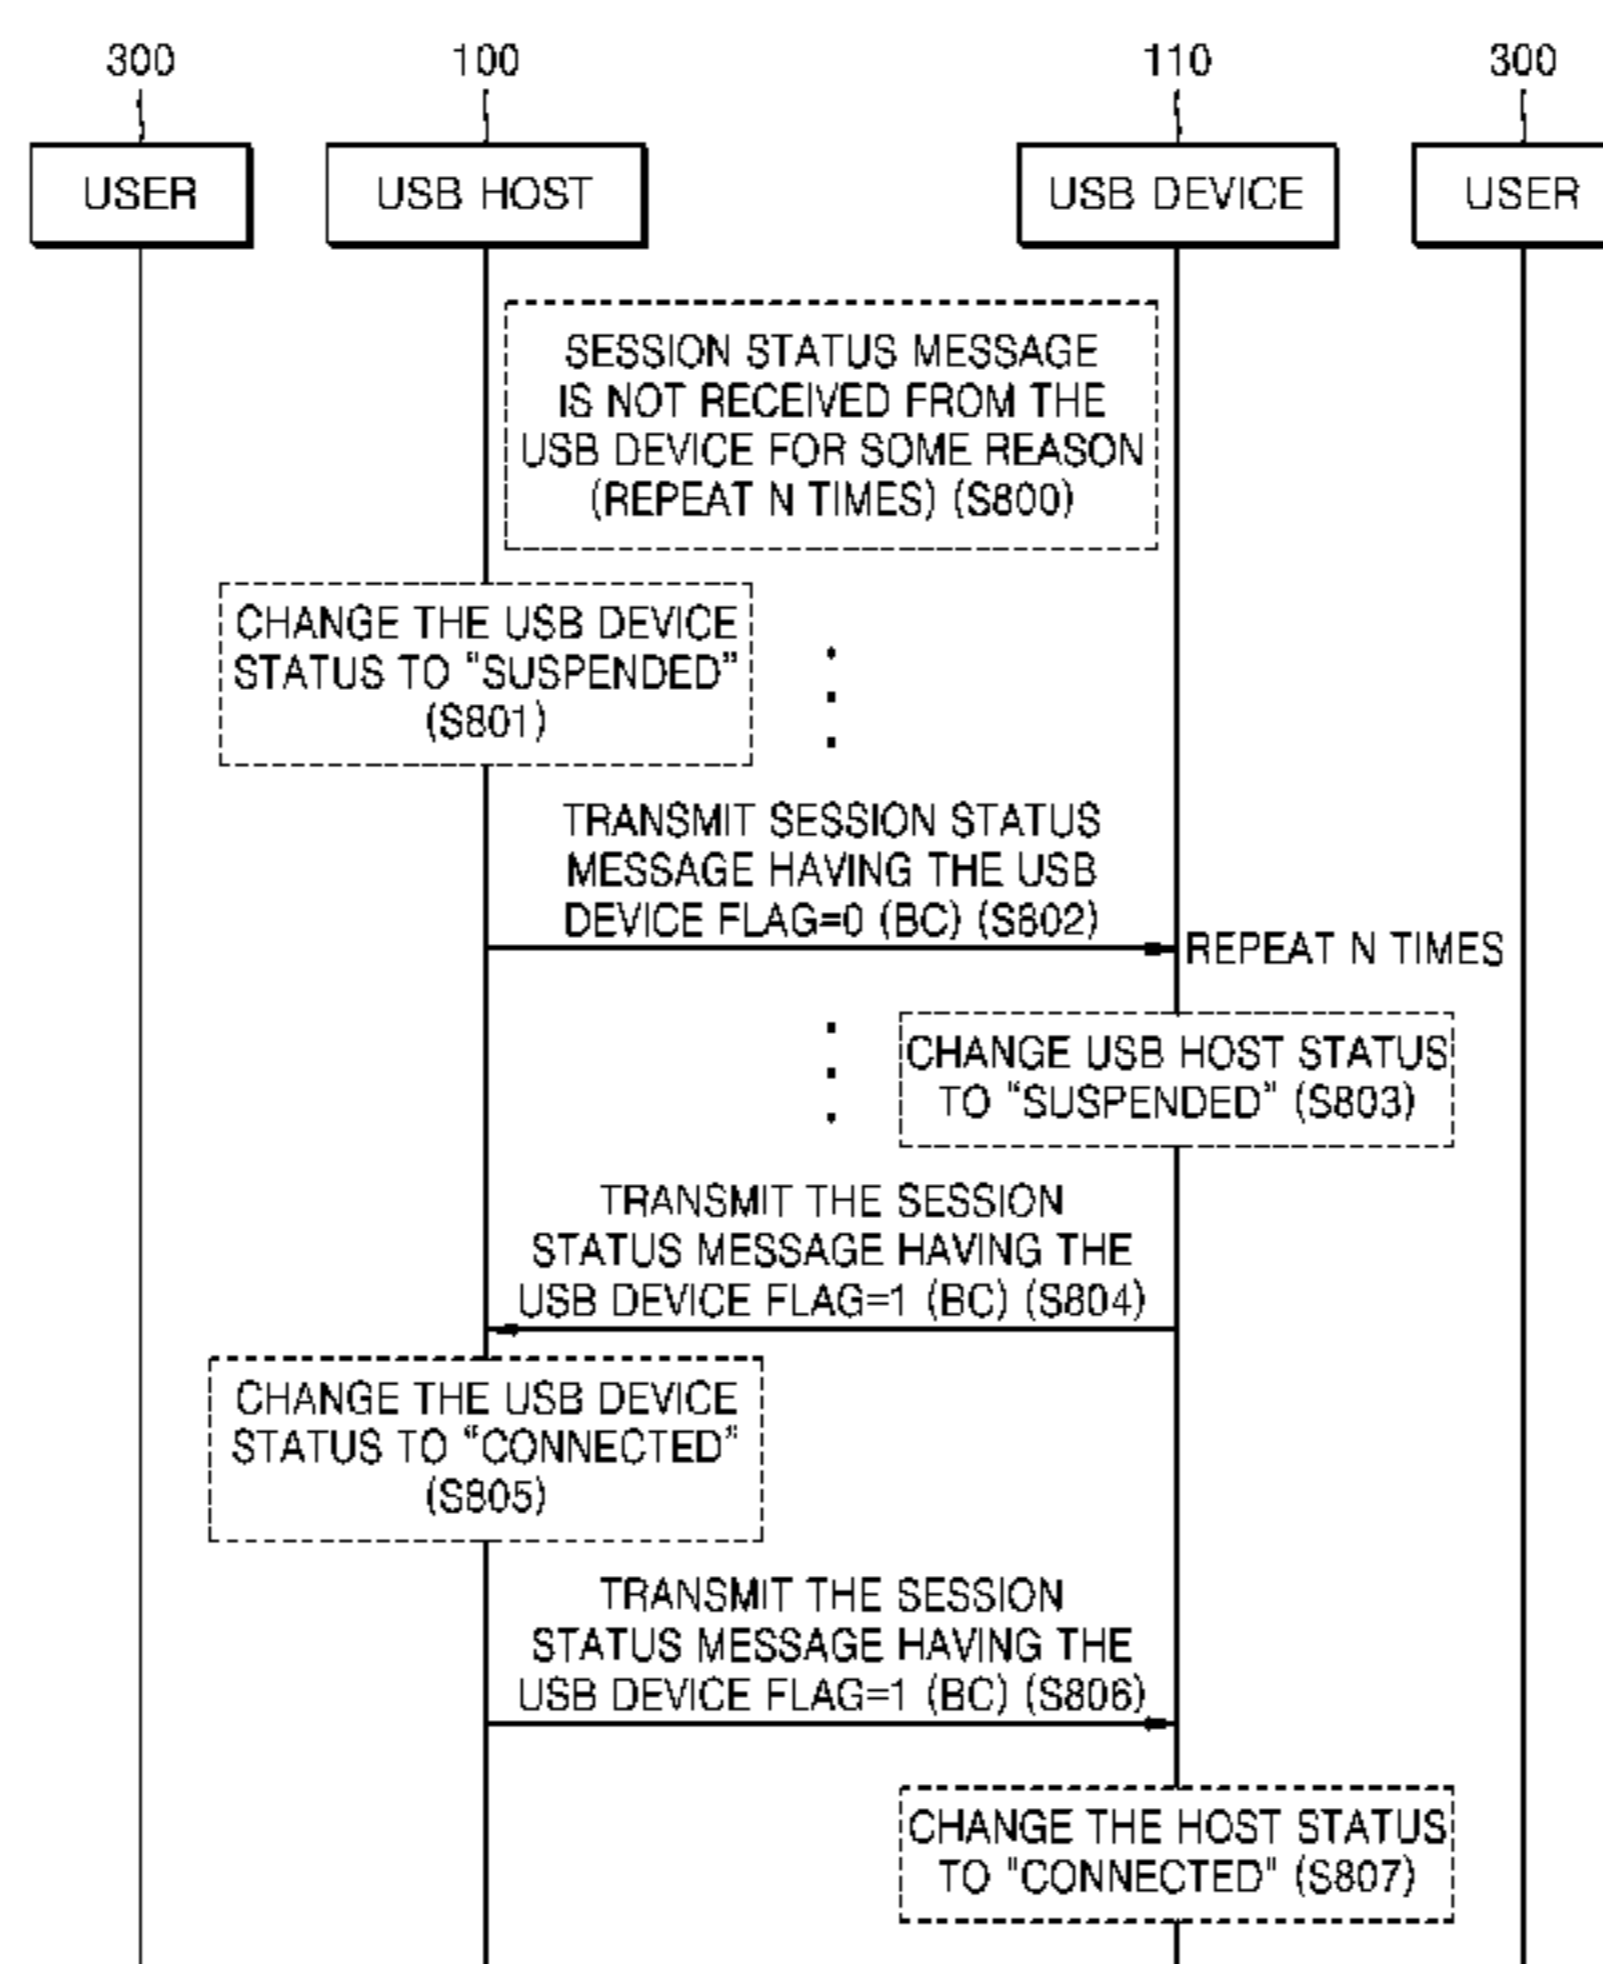 300
100
110
300
USER
USB HOST
USB DEVICE
USER
SESSION STATUS MESSAGE
IS NOT RECEIVED FROM THE
USB DEVICE FOR SOME REASON
(REPEAT N TIMES) (S800)
CHANGE THE USB DEVICE
STATUS TO "SUSPENDED"
(S801)
TRANSMIT SESSION STATUS
MESSAGE HAVING THE USB
DEVICE FLAG=0 (BC) (S802)
REPEAT N TIMES
CHANGE USB HOST STATUS
TO "SUSPENDED" (S803)
TRANSMIT THE SESSION
STATUS MESSAGE HAVING THE
USB DEVICE FLAG=1 (BC) (S804)
CHANGE THE USB DEVICE
STATUS TO "CONNECTED"
(S805)
TRANSMIT THE SESSION
STATUS MESSAGE HAVING THE
USB DEVICE FLAG=1 (BC) (S806)
CHANGE THE HOST STATUS
TO "CONNECTED" (S807)